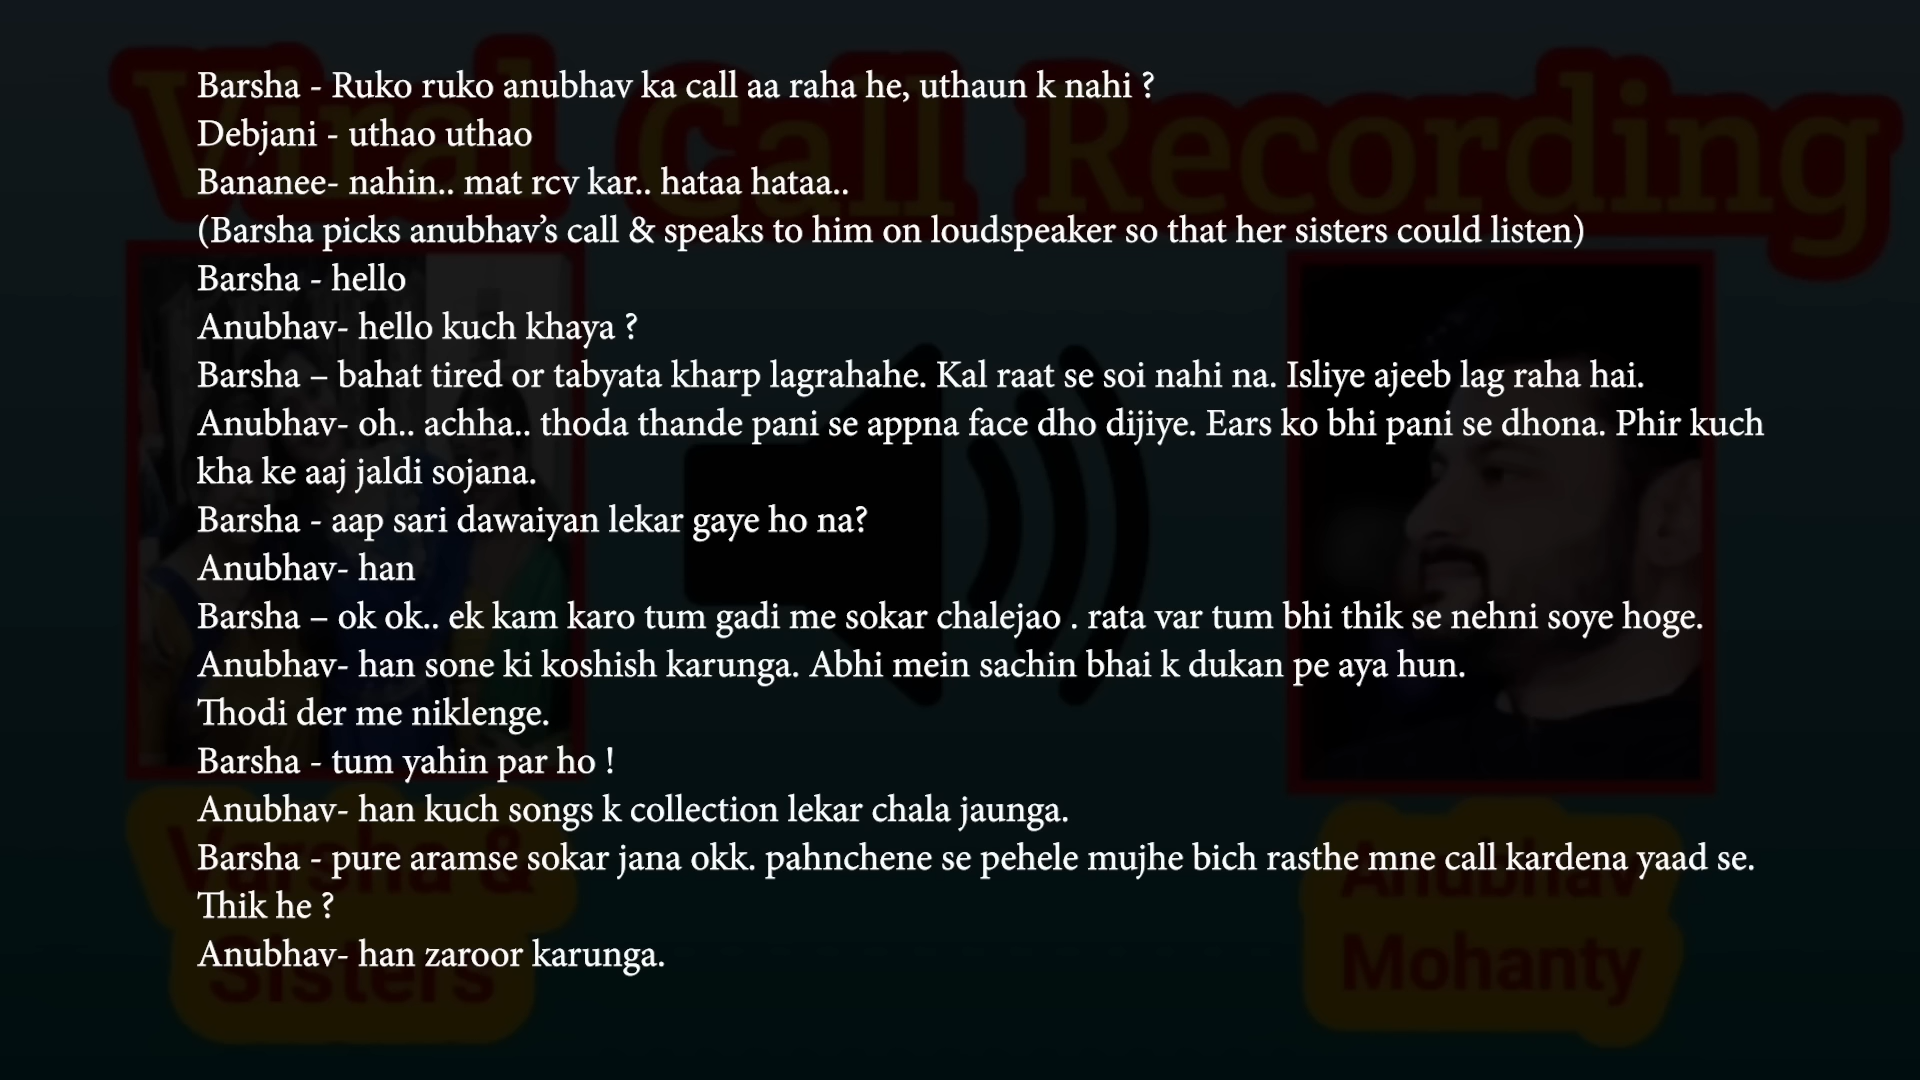 Viral Call Recording
Barsha - Ruko ruko anubhav ka call aa raha he, uthaun k nahi ?
Debjani - uthao uthao
Bananee- nahin.. mat rcv kar.. hataa hataa..
(Barsha picks anubhav’s call & speaks to him on loudspeaker so that her sisters could listen)
Barsha - hello
Anubhav- hello kuch khaya ?
Barsha – bahat tired or tabyata kharp lagrahahe. Kal raat se soi nahi na. Isliye ajeeb lag raha hai.
Anubhav- oh.. achha.. thoda thande pani se appna face dho dijiye. Ears ko bhi pani se dhona. Phir kuch
kha ke aaj jaldi sojana.
Barsha - aap sari dawaiyan lekar gaye ho na?
Anubhav- han
Barsha – ok ok.. ek kam karo tum gadi me sokar chalejao . rata var tum bhi thik se nehni soye hoge.
Anubhav- han sone ki koshish karunga. Abhi mein sachin bhai k dukan pe aya hun.
Thodi der me niklenge.
Barsha - tum yahin par ho !
Anubhav- han kuch songs k collection lekar chala jaunga.
Barsha - pure aramse sokar jana okk. pahnchene se pehele mujhe bich rasthe mne call kardena yaad se.
Thik he ?
Anubhav- han zaroor karunga.
Varsha &
Sisters
Anubhav
Mohanty